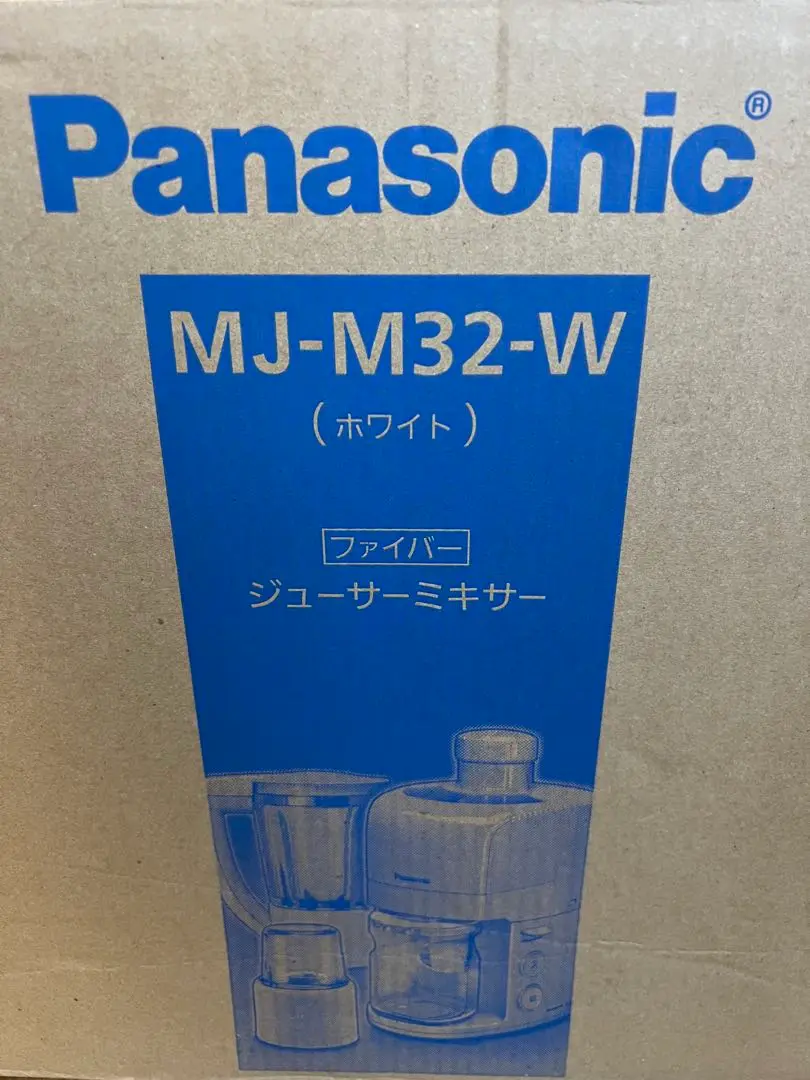 Panasonic®
MJ-M32-W
(ホワイト)
ファイバー
ジューサーミキサー
Panasonic